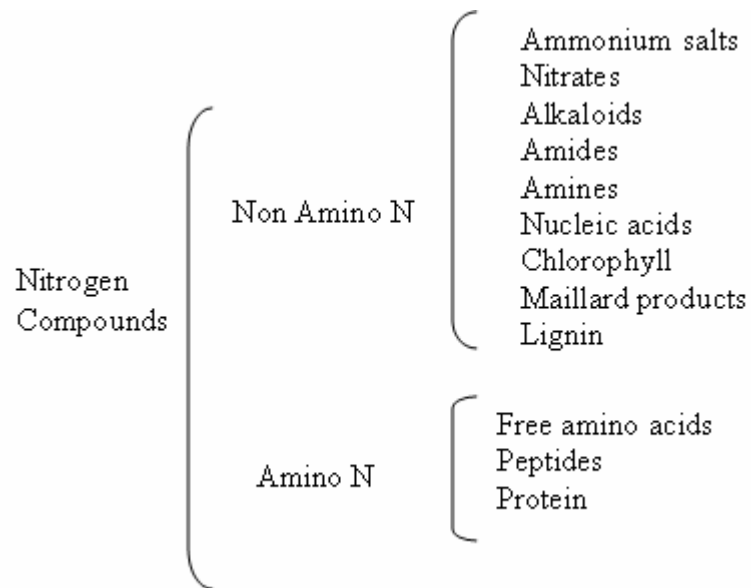 Nitrogen
Compounds
Non Amino N
Ammonium salts
Nitrates
Alkaloids
Amides
Amines
Nucleic acids
Chlorophyll
Maillard products
Lignin
Amino N
Free amino acids
Peptides
Protein